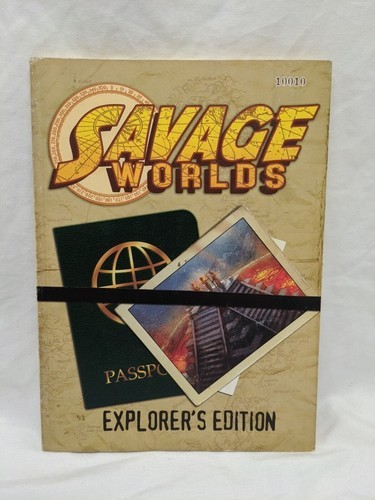 10010
SAVAGE
WORLDS
PASSPO
EXPLORER'S EDITION